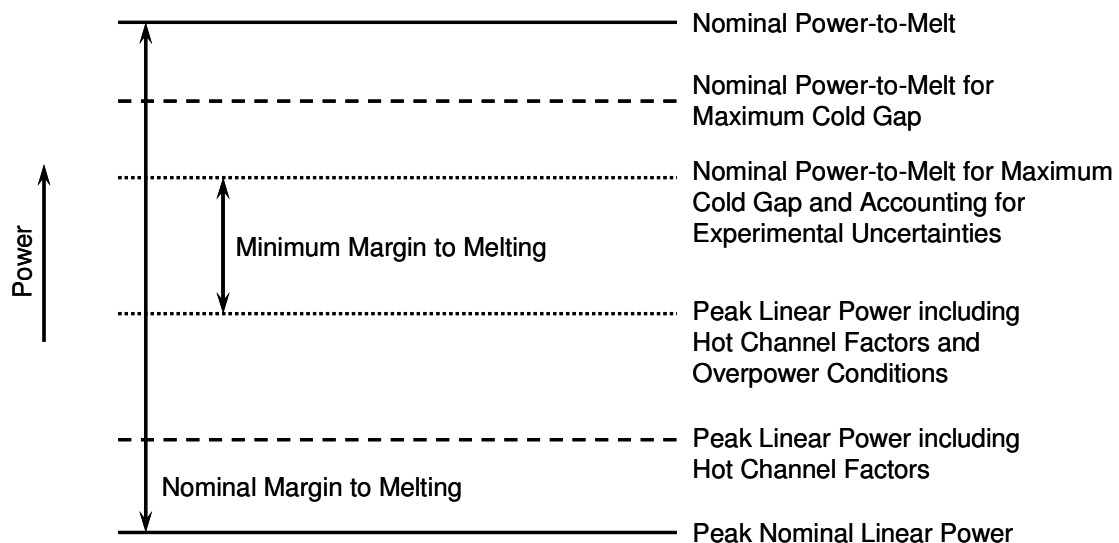 Nominal Power-to-Melt
Nominal Power-to-Melt for
Maximum Cold Gap
Nominal Power-to-Melt for Maximum
Cold Gap and Accounting for
Experimental Uncertainties
Power
Minimum Margin to Melting
Peak Linear Power including
Hot Channel Factors and
Overpower Conditions
Peak Linear Power including
Hot Channel Factors
Nominal Margin to Melting
Peak Nominal Linear Power